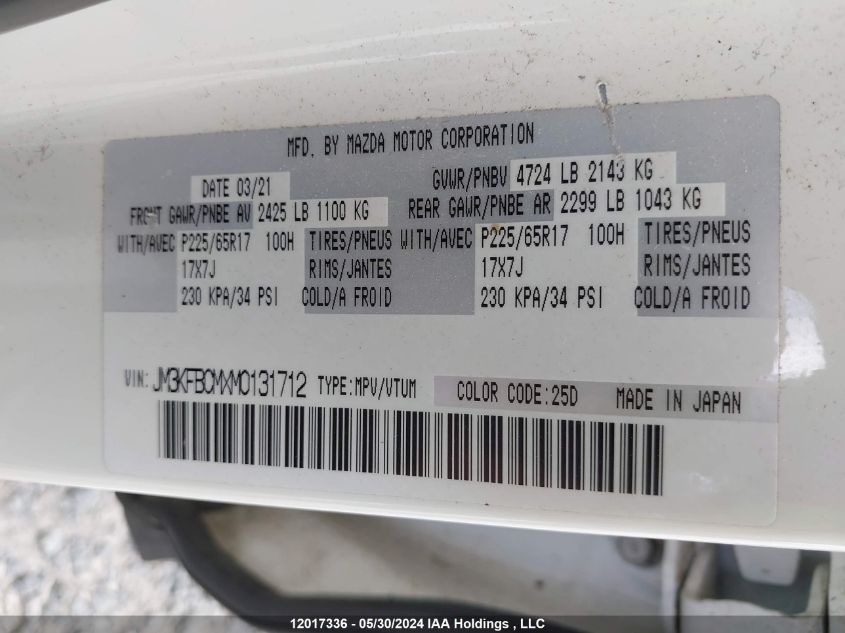 MFD. BY MAZDA MOTOR CORPORATION
DATE 03/21 GVWR/PNBV 4724 LB 2143 KG
FRONT GAWR/PNBE AV 2425 LB 1100 KG REAR GAWR/PNBE AR 2299 LB 1043 KG
WITH/AVEC P225/65R17 100H TIRES/PNEUS WITH/AVEC P225/65R17 100H TIRES/PNEUS
17X7J RIMS/JANTES 17X7J RIMS/JANTES
230 KPA/34 PSI COLD/A FROID 230 KPA/34 PSI COLD/A FROID
VIN: JM3KFBCMXM0131712 TYPE:MPV/VTUM COLOR CODE:25D MADE IN JAPAN
12017336 - 05/30/2024 IAA Holdings , LLC